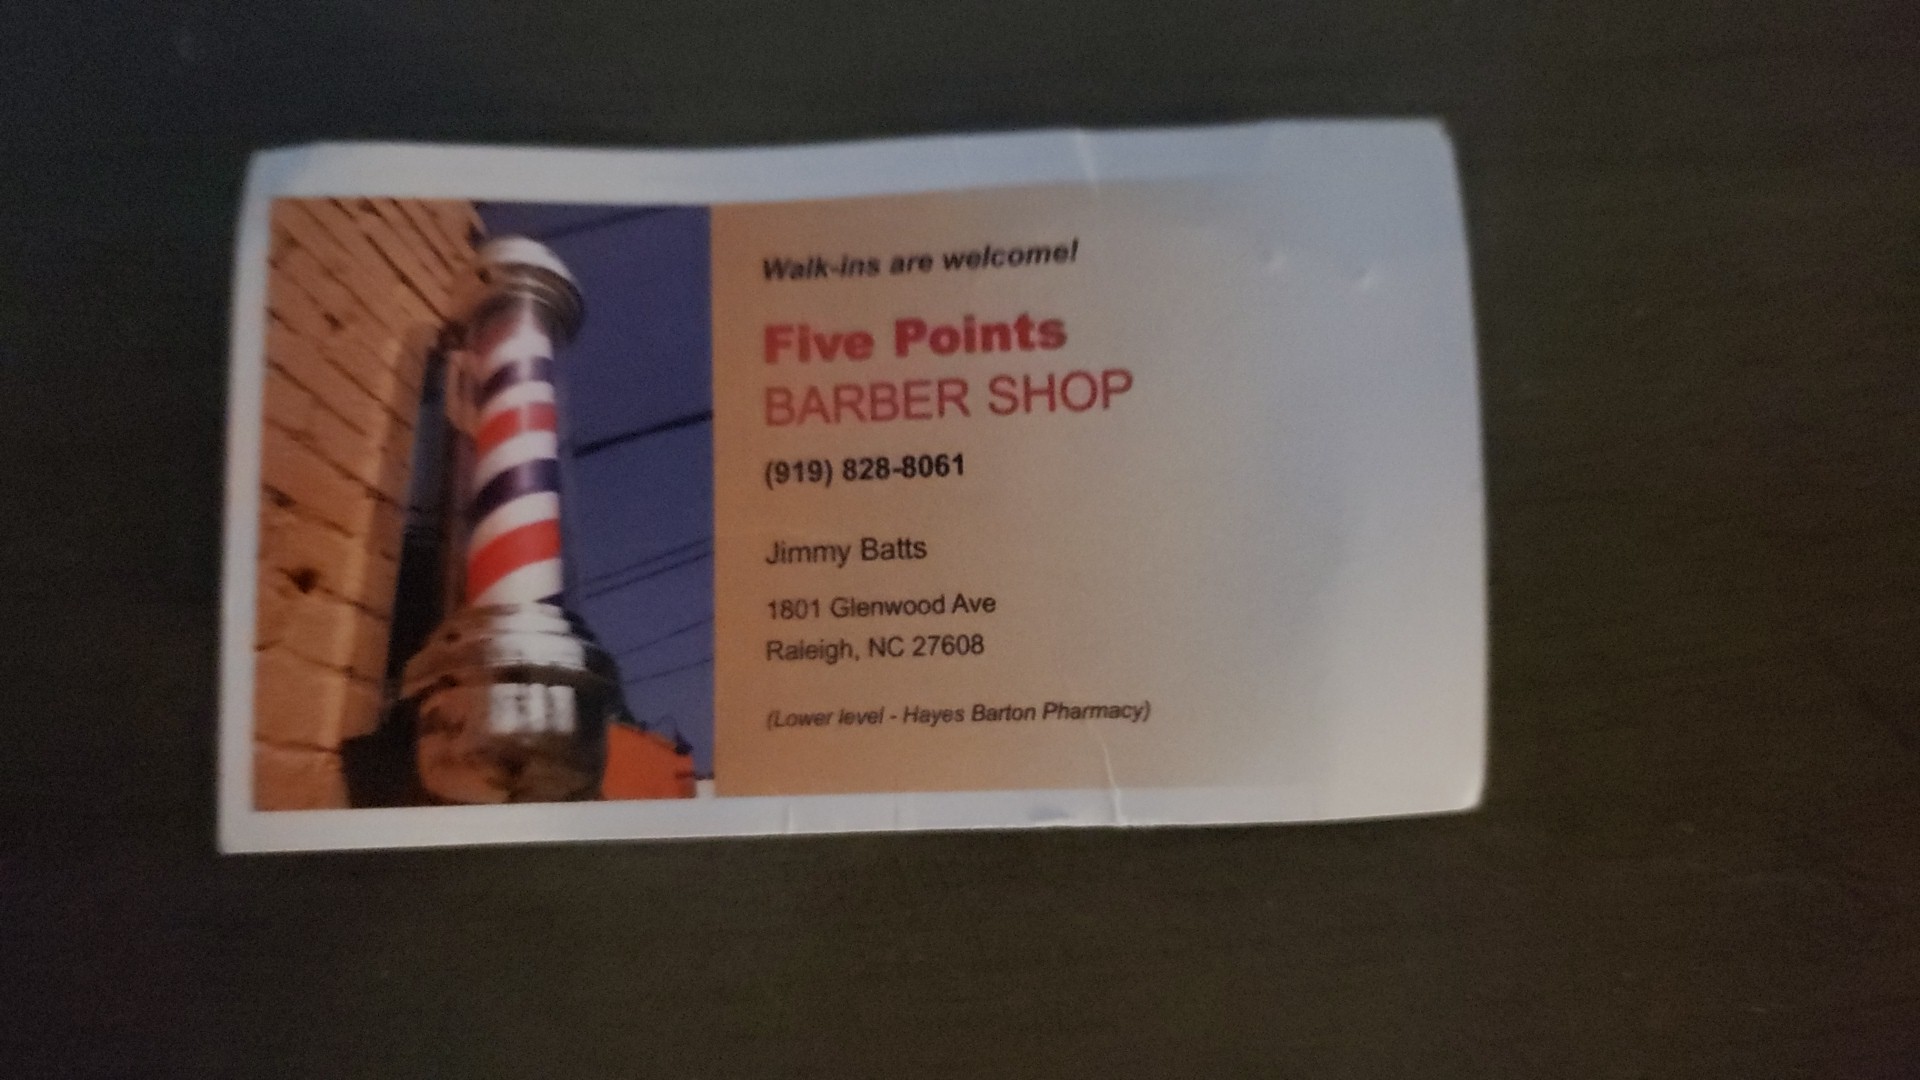 Walk-ins are welcome!
Five Points
BARBER SHOP
(919) 828-8061
Jimmy Batts
1801 Glenwood Ave
Raleigh, NC 27608
(Lower level - Hayes Barton Pharmacy)